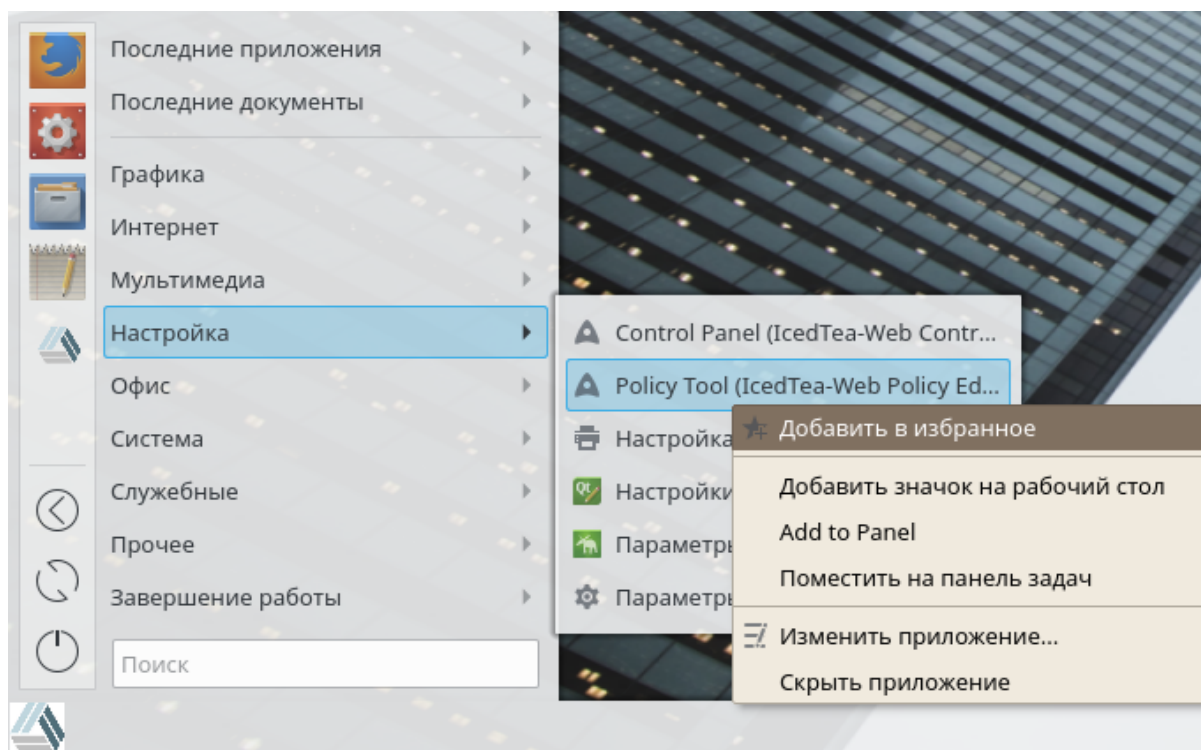 Последние приложения
Последние документы
Графика
Интернет
Мультимедиа
Настройка
Офис
Система
Служебные
Прочее
Завершение работы
Поиск
Control Panel (IcedTea-Web Contr...
Policy Tool (IcedTea-Web Policy Ed...
Настройка
Настройки
Параметры
Параметры
Добавить в избранное
Добавить значок на рабочий стол
Add to Panel
Поместить на панель задач
Изменить приложение...
Скрыть приложение